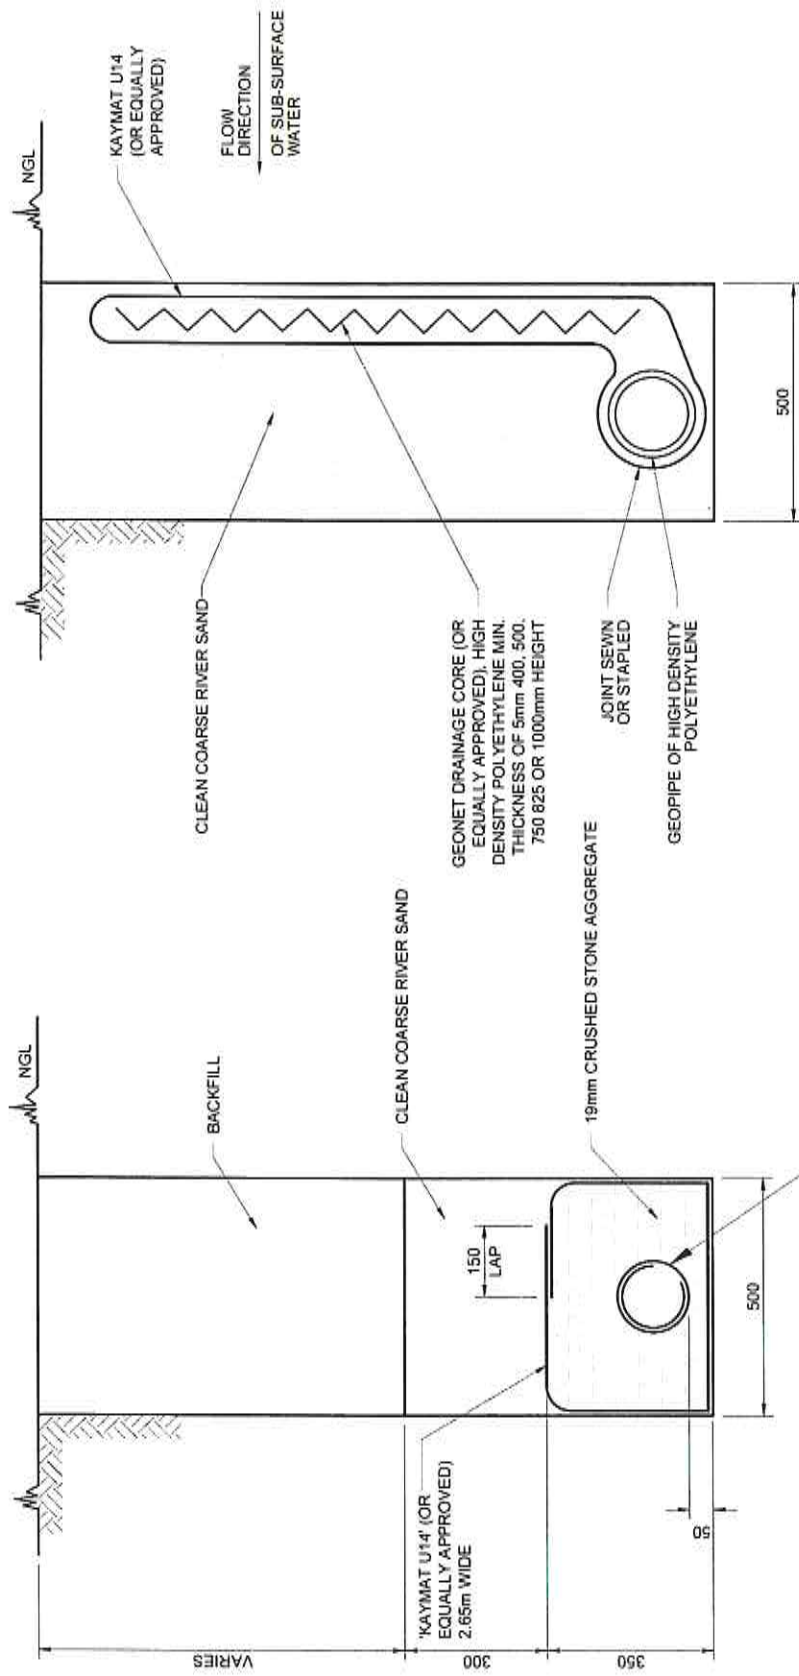 NGL
BACKFILL
CLEAN COARSE RIVER SAND
150
LAP
'KAYMAT U14' (OR
EQUALLY APPROVED)
2.65m WIDE
19mm CRUSHED STONE AGGREGATE
VARIES
300
350
50
500
NGL
KAYMAT U14
(OR EQUALLY
APPROVED)
FLOW
DIRECTION
OF SUB-SURFACE
WATER
CLEAN COARSE RIVER SAND
GEONET DRAINAGE CORE (OR
EQUALLY APPROVED), HIGH
DENSITY POLYETHYLENE MIN.
THICKNESS OF 5mm 400, 500,
750 825 OR 1000mm HEIGHT
JOINT SEWN
OR STAPLED
GEOPIPE OF HIGH DENSITY
POLYETHYLENE
500